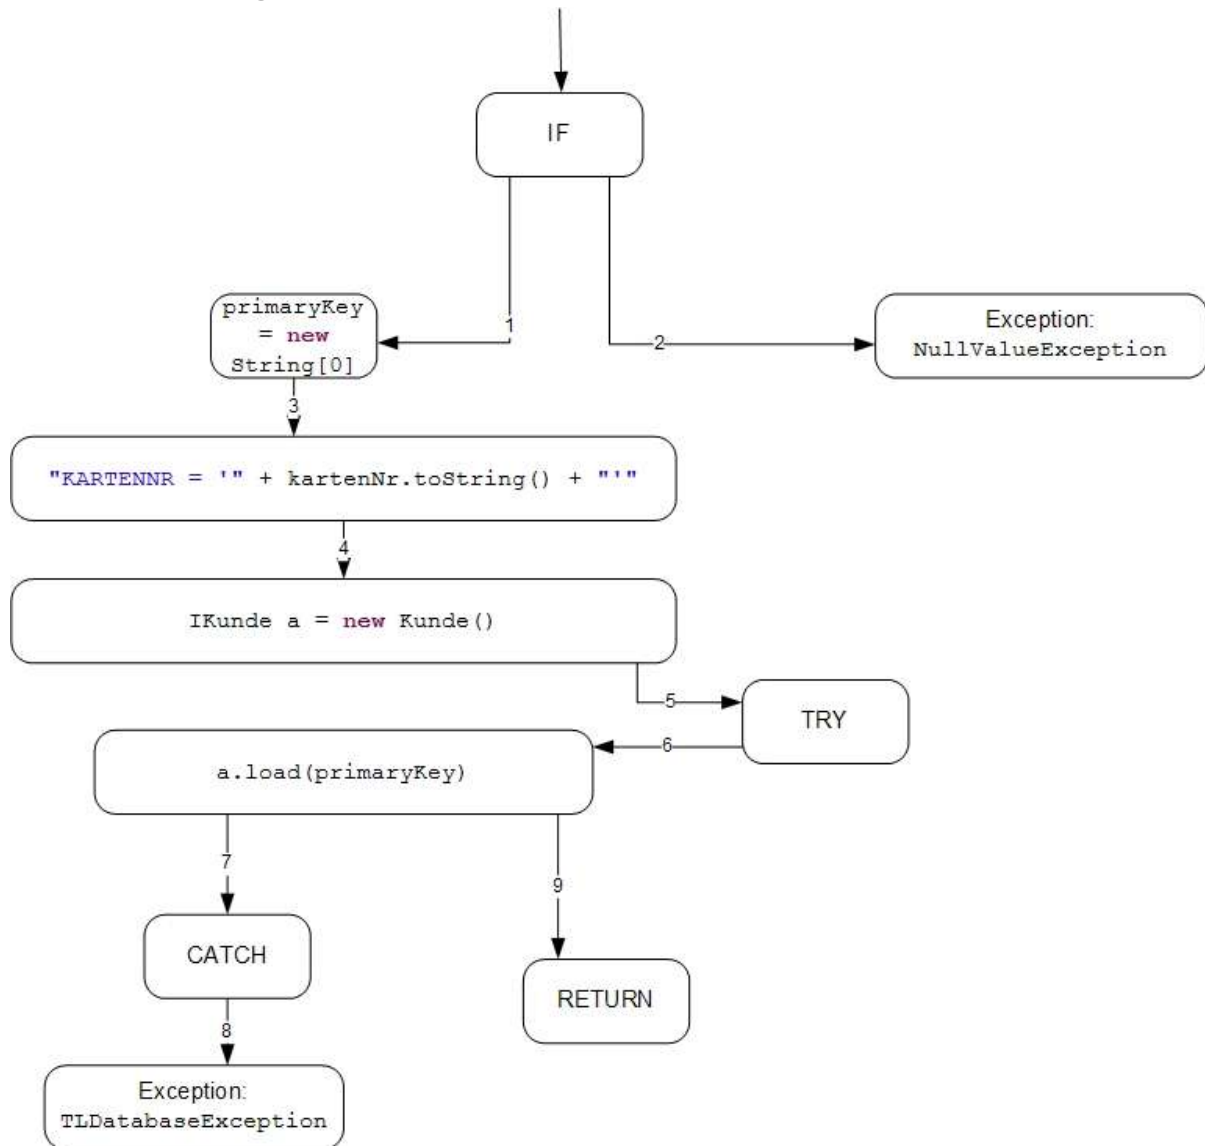 IF
primaryKey
= new
String[0]
1
2
Exception:
NullValueException
3
"KARTENNR = '" + kartenNr.toString() + "'"
4
IKunde a = new Kunde()
5
TRY
6
a.load(primaryKey)
7
9
CATCH
RETURN
8
Exception:
TLDatabaseException